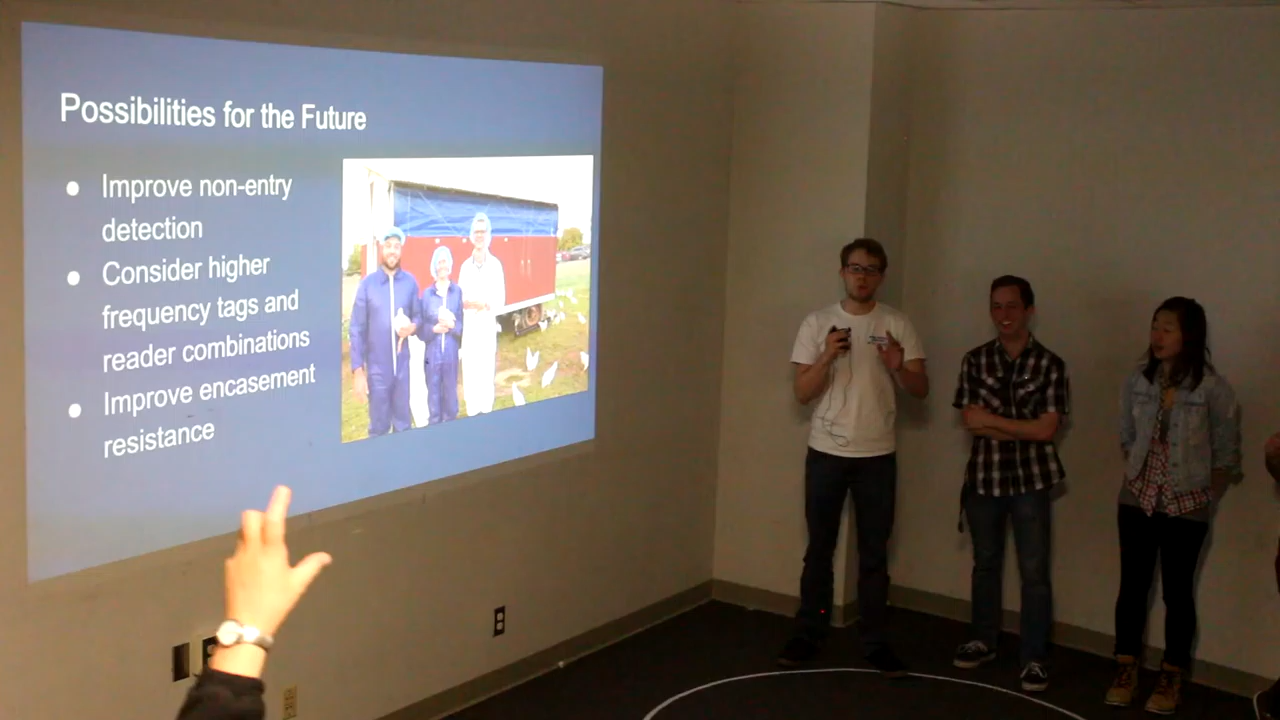 Possibilities for the Future
● Improve non-entry
detection
● Consider higher
frequency tags and
reader combinations
● Improve encasement
resistance